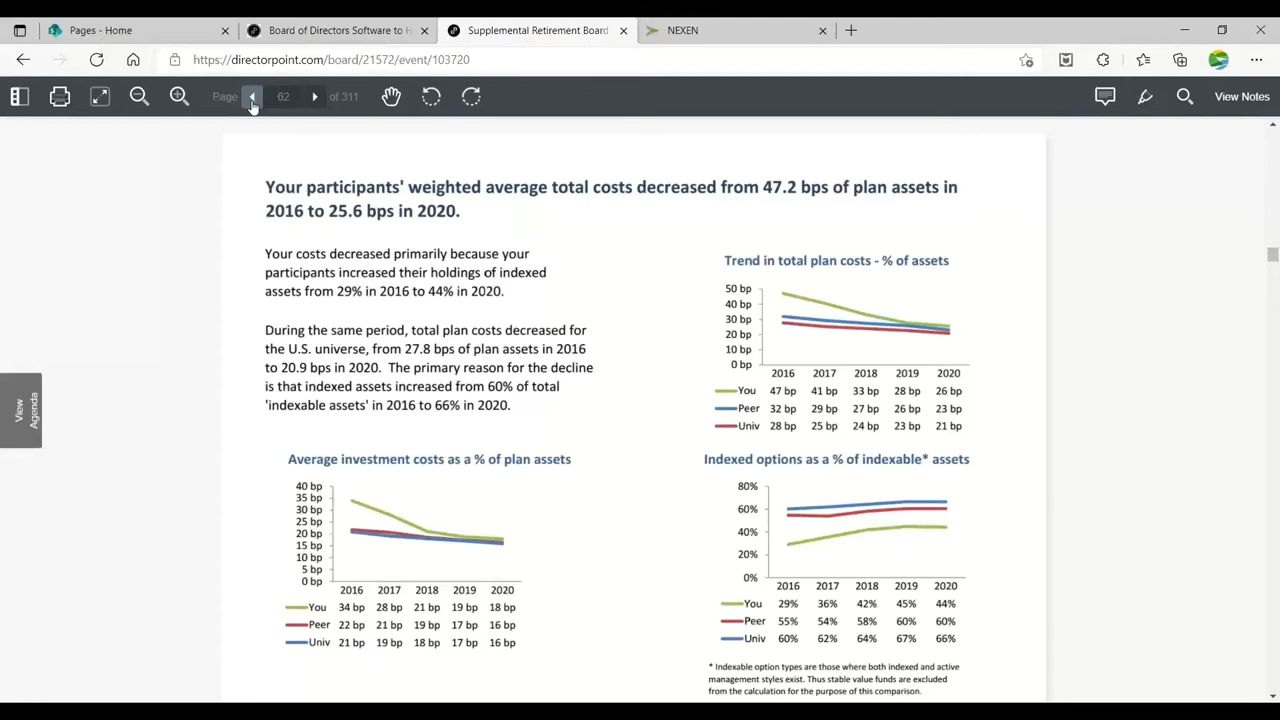 Pages - Home
Board of Directors Software to H
Supplemental Retirement Board
NEXEN
https://directorpoint.com/board/21572/event/103720
Page 62 of 311
View Notes
View Agenda
Your participants' weighted average total costs decreased from 47.2 bps of plan assets in
2016 to 25.6 bps in 2020.
Your costs decreased primarily because your
participants increased their holdings of indexed
assets from 29% in 2016 to 44% in 2020.
During the same period, total plan costs decreased for
the U.S. universe, from 27.8 bps of plan assets in 2016
to 20.9 bps in 2020. The primary reason for the decline
is that indexed assets increased from 60% of total
'indexable assets' in 2016 to 66% in 2020.
Trend in total plan costs - % of assets
50 bp
40 bp
30 bp
20 bp
10 bp
0 bp
2016 2017 2018 2019 2020
You 47 bp 41 bp 33 bp 28 bp 26 bp
Peer 32 bp 29 bp 27 bp 26 bp 23 bp
Univ 28 bp 25 bp 24 bp 23 bp 21 bp
Average investment costs as a % of plan assets
40 bp
35 bp
30 bp
25 bp
20 bp
15 bp
10 bp
5 bp
0 bp
2016 2017 2018 2019 2020
You 34 bp 28 bp 21 bp 19 bp 18 bp
Peer 22 bp 21 bp 19 bp 17 bp 16 bp
Univ 21 bp 19 bp 18 bp 17 bp 16 bp
Indexed options as a % of indexable* assets
80%
60%
40%
20%
0%
2016 2017 2018 2019 2020
You 29% 36% 42% 45% 44%
Peer 55% 54% 58% 60% 60%
Univ 60% 62% 64% 67% 66%
* Indexable option types are those where both indexed and active
management styles exist. Thus stable value funds are excluded
from the calculation for the purpose of this comparison.